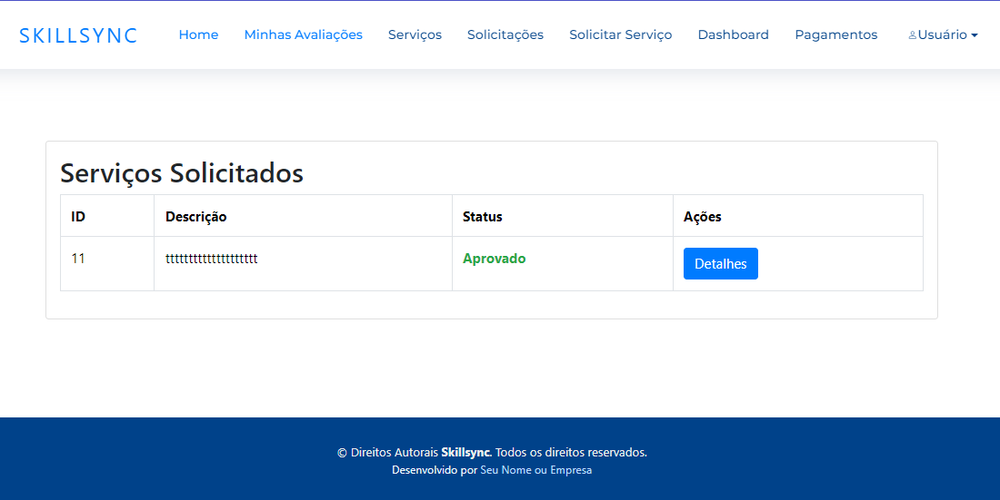 SKILLSYNC Home Minhas Avaliações Serviços Solicitações Solicitar Serviço Dashboard Pagamentos Usuário
Serviços Solicitados
ID Descrição Status Ações
11 tttttttttttttttttttt Aprovado Detalhes
© Direitos Autorais Skillsync. Todos os direitos reservados.
Desenvolvido por Seu Nome ou Empresa